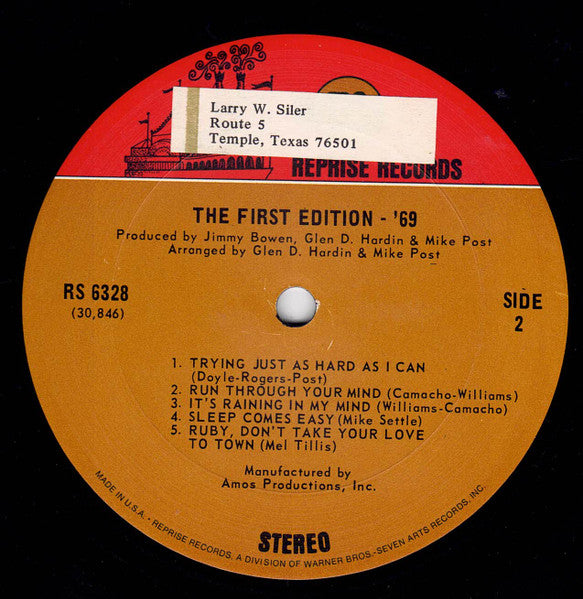 Larry W. Siler
Route 5
Temple, Texas 76501
REPRISE RECORDS
THE FIRST EDITION - '69
Produced by Jimmy Bowen, Glen D. Hardin & Mike Post
Arranged by Glen D. Hardin & Mike Post
RS 6328
(30,846)
SIDE
2
1. TRYING JUST AS HARD AS I CAN
(Doyle-Rogers-Post)
2. RUN THROUGH YOUR MIND (Camacho-Williams)
3. IT'S RAINING IN MY MIND (Williams-Camacho)
4. SLEEP COMES EASY (Mike Settle)
5. RUBY, DON'T TAKE YOUR LOVE
TO TOWN (Mel Tillis)
Manufactured by
Amos Productions, Inc.
STEREO
MADE IN U.S.A. - REPRISE RECORDS, A DIVISION OF WARNER BROS.-SEVEN ARTS RECORDS, INC.